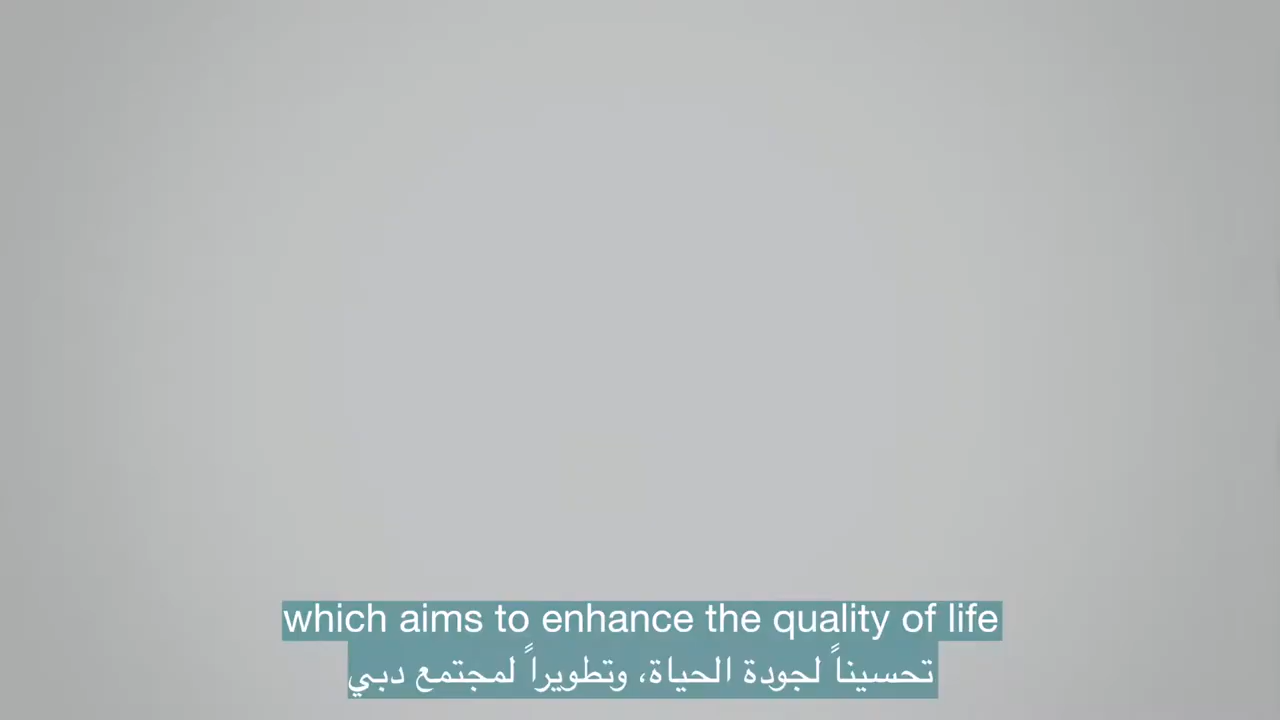 which aims to enhance the quality of life
تحسيناً لجودة الحياة، وتطويراً لمجتمع دبي